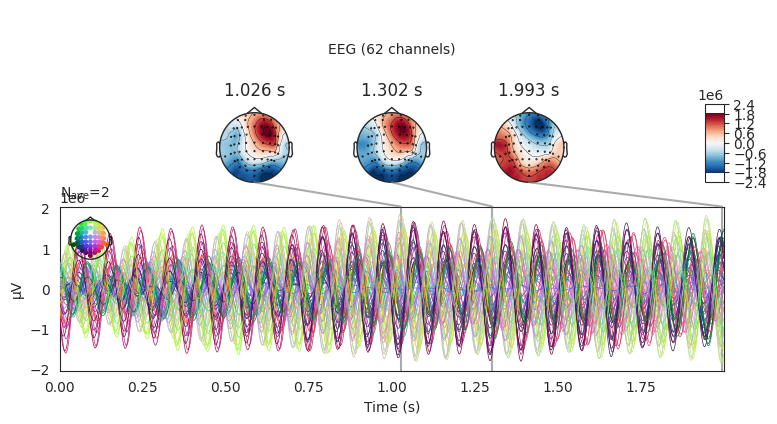 EEG (62 channels)
1.026 s
1.302 s
1.993 s
1e6
2.4
1.8
1.2
0.6
0.0
−0.6
−1.2
−1.8
−2.4
Nave=2
1e6
2
1
0
−1
−2
µV
0.00 0.25 0.50 0.75 1.00 1.25 1.50 1.75
Time (s)